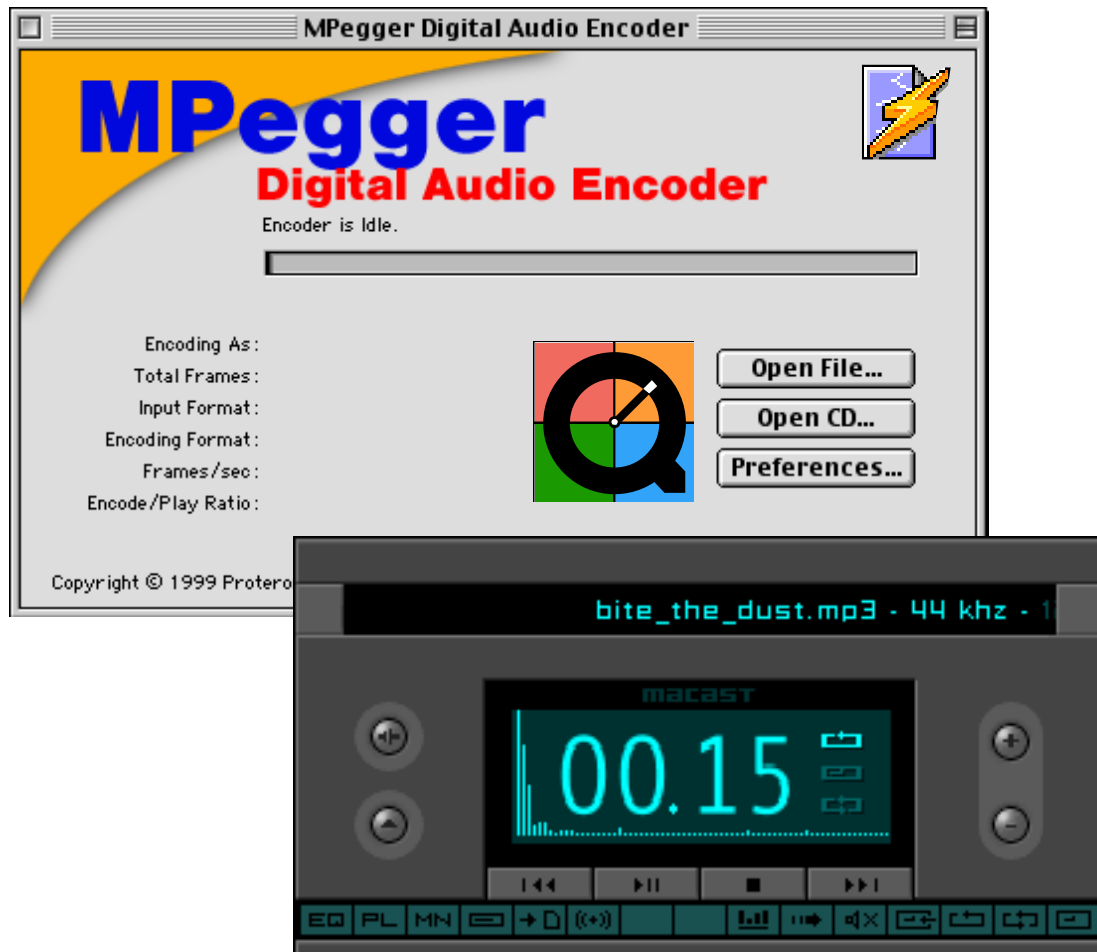 MPegger Digital Audio Encoder
MPegger
Digital Audio Encoder
Encoder is Idle.
Encoding As:
Total Frames:
Input Format:
Encoding Format:
Frames/sec:
Encode/Play Ratio:
Open File...
Open CD...
Preferences...
Copyright © 1999 Protero
bite_the_dust.mp3 - 44 khz - 1
macast
00.15
EQ PL MN